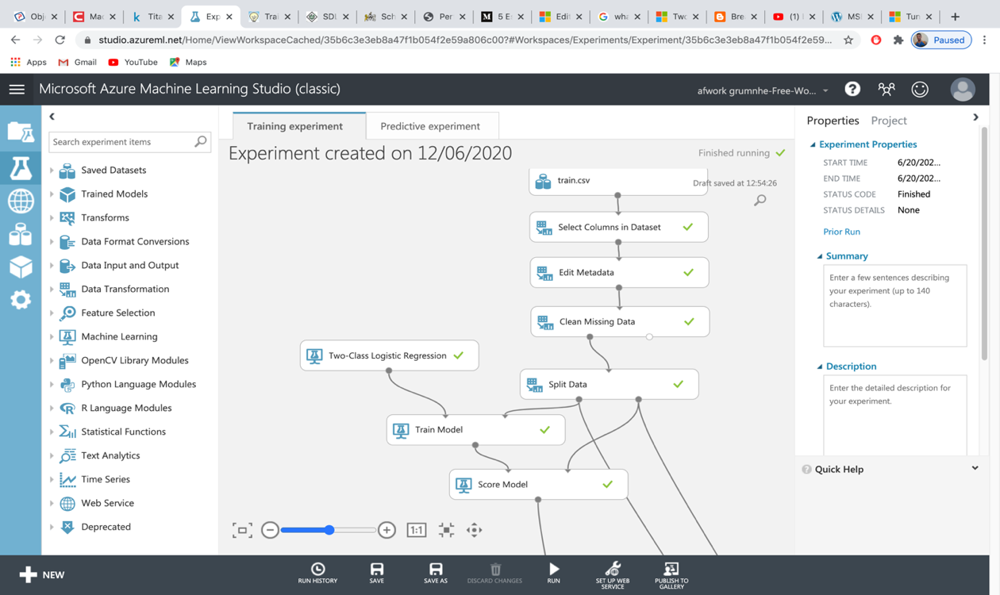 Obj
Mac
Tita
Exp
Trai
SDL
Sch
Per
5 E
Edit
wha
Two
Bre
(1)
MSI
Tur
studio.azureml.net/Home/ViewWorkspaceCached/35b6c3e3eb8a47f1b054f2e59a806c00?#Workspaces/Experiments/Experiment/35b6c3e3eb8a47f1b054f2e59...
Paused
Apps
Gmail
YouTube
Maps
Microsoft Azure Machine Learning Studio (classic)
afwork grumnhe-Free-Wo...
Search experiment items
Saved Datasets
Trained Models
Transforms
Data Format Conversions
Data Input and Output
Data Transformation
Feature Selection
Machine Learning
OpenCV Library Modules
Python Language Modules
R Language Modules
Statistical Functions
Text Analytics
Time Series
Web Service
Deprecated
Training experiment
Predictive experiment
Experiment created on 12/06/2020
Finished running
Draft saved at 12:54:26
train.csv
Select Columns in Dataset
Edit Metadata
Clean Missing Data
Two-Class Logistic Regression
Split Data
Train Model
Score Model
1:1
Properties
Project
Experiment Properties
START TIME 6/20/202...
END TIME 6/20/202...
STATUS CODE Finished
STATUS DETAILS None
Prior Run
Summary
Enter a few sentences describing
your experiment (up to 140
characters).
Description
Enter the detailed description for
your experiment.
Quick Help
NEW
RUN HISTORY
SAVE
SAVE AS
DISCARD CHANGES
RUN
SET UP WEB
SERVICE
PUBLISH TO
GALLERY